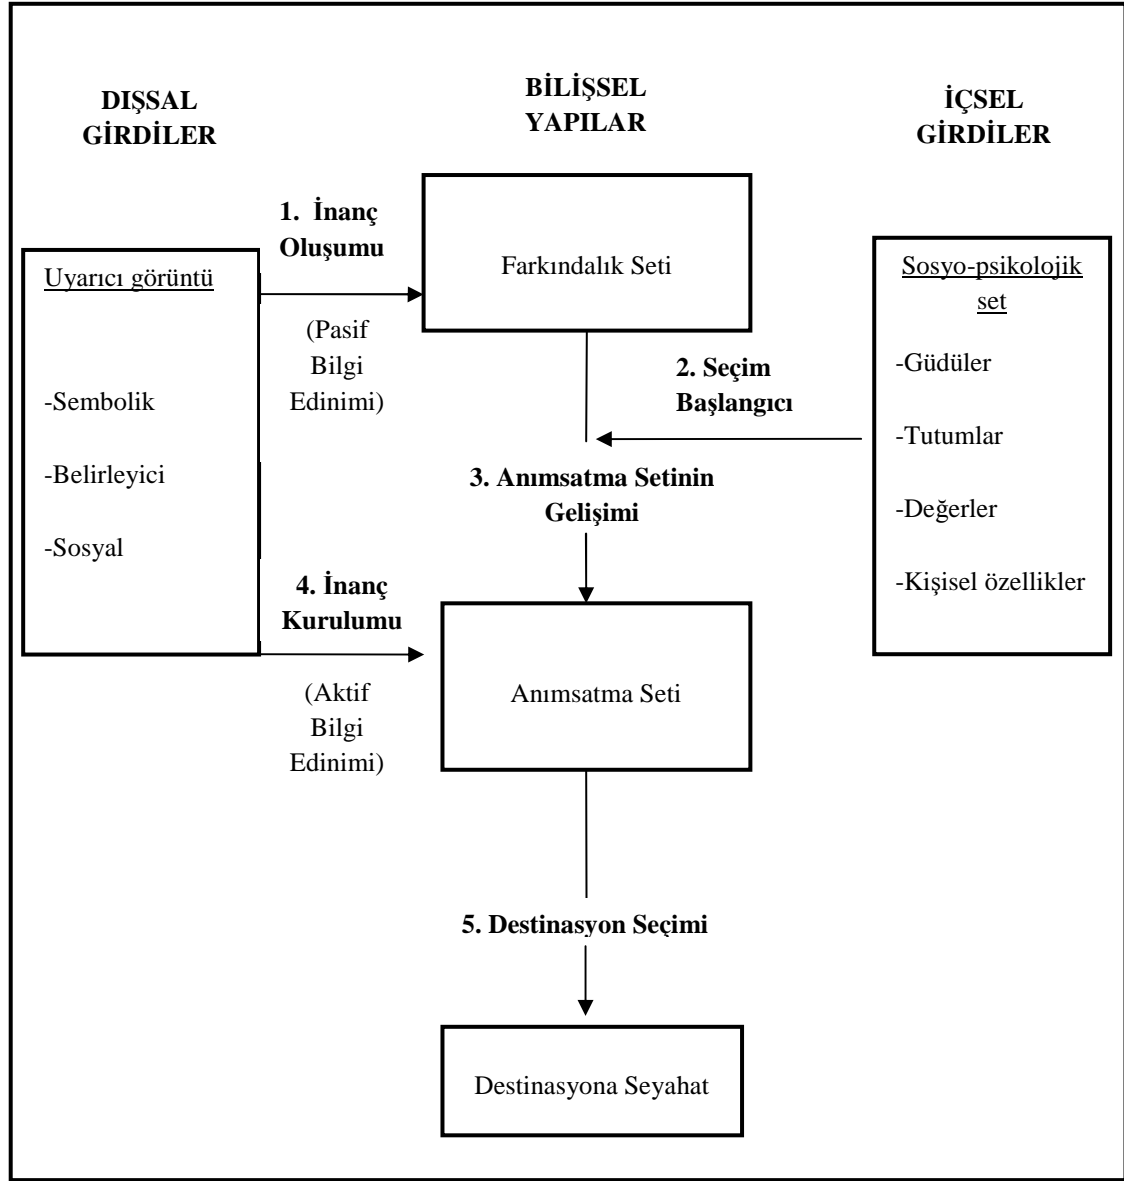 DIŞSAL
GİRDİLER
BİLİŞSEL
YAPILAR
İÇSEL
GİRDİLER
1. İnanç
Oluşumu
(Pasif
Bilgi
Edinimi)
Uyarıcı görüntü
-Sembolik
-Belirleyici
-Sosyal
Farkındalık Seti
Sosyo-psikolojik
set
-Güdüler
-Tutumlar
-Değerler
-Kişisel özellikler
2. Seçim
Başlangıcı
3. Anımsatma Setinin
Gelişimi
4. İnanç
Kurulumu
(Aktif
Bilgi
Edinimi)
Anımsatma Seti
5. Destinasyon Seçimi
Destinasyona Seyahat